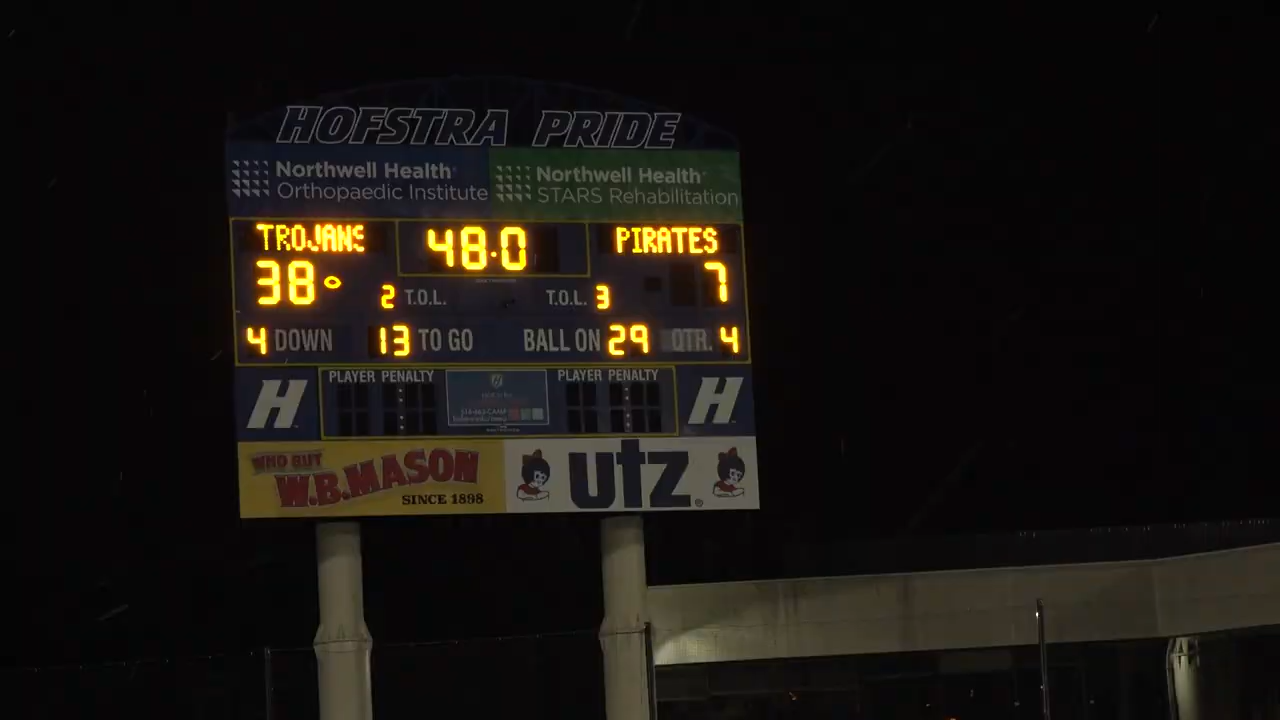 HOFSTRA PRIDE
Northwell Health
Orthopaedic Institute
Northwell Health
STARS Rehabilitation
TROJANS 48.0 PIRATES
38 7
2 T.O.L. T.O.L. 3
4 DOWN 13 TO GO BALL ON 29 QTR. 4
PLAYER PENALTY PLAYER PENALTY
H H
WHO BUT
W.B.MASON
SINCE 1898
utz